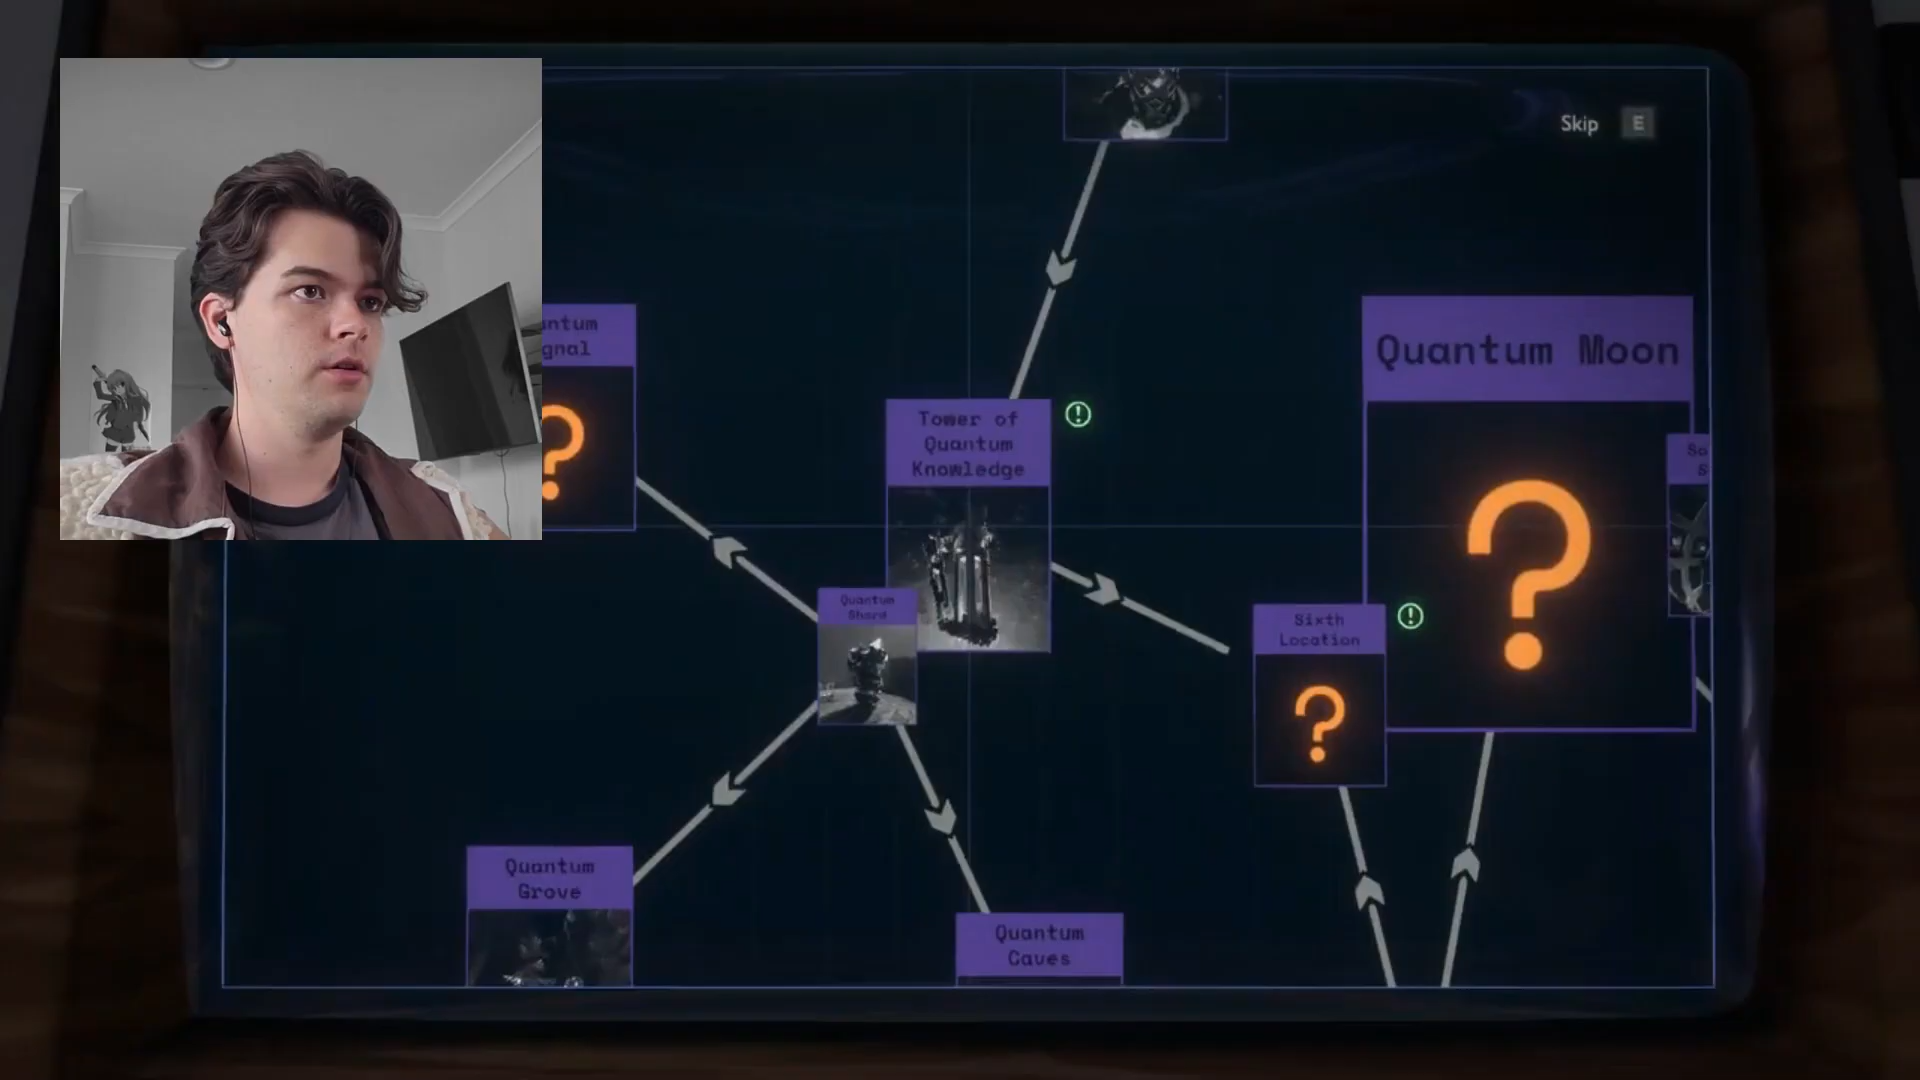 Skip E
Quantum Moon
Tower of
Quantum
Knowledge
Quantum
Shard
Sixth
Location
Quantum
Grove
Quantum
Caves